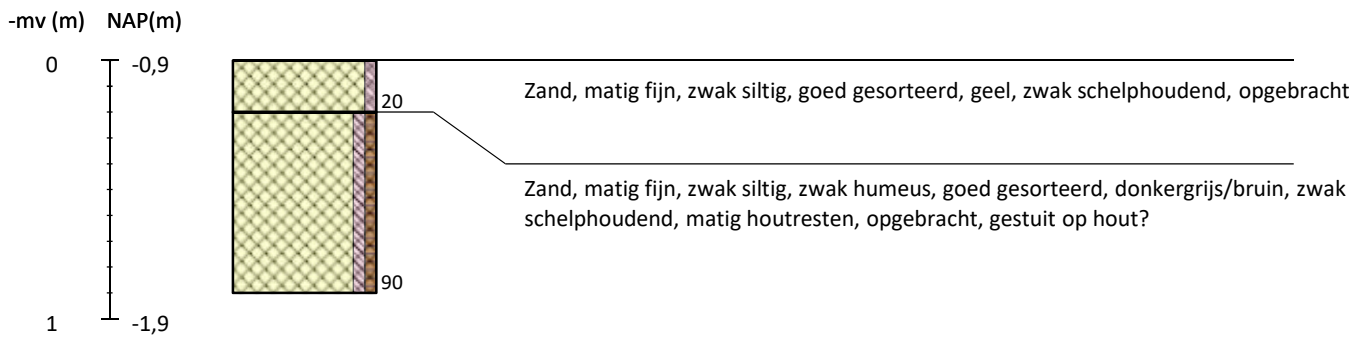 -mv (m) NAP(m)
0 -0,9
Zand, matig fijn, zwak siltig, goed gesorteerd, geel, zwak schelphoudend, opgebracht
20
Zand, matig fijn, zwak siltig, zwak humeus, goed gesorteerd, donkergrijs/bruin, zwak
schelphoudend, matig houtresten, opgebracht, gestuit op hout?
90
1 -1,9